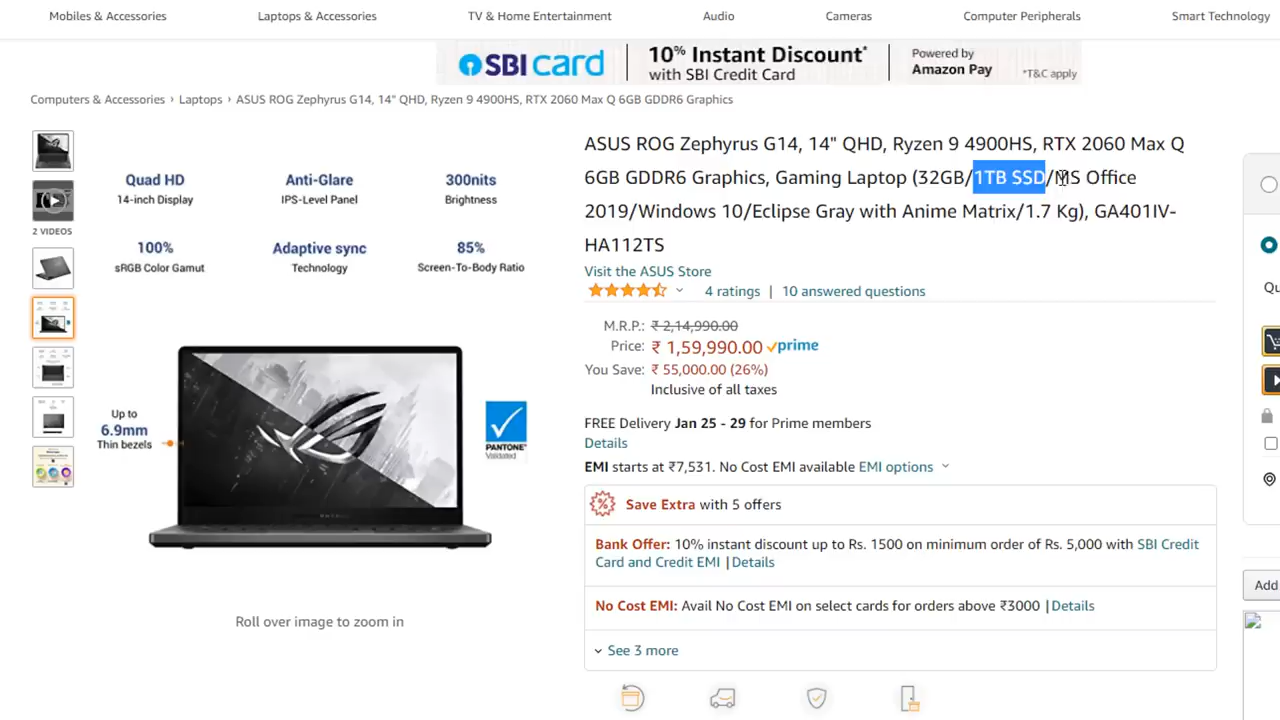 Mobiles & Accessories Laptops & Accessories TV & Home Entertainment Audio Cameras Computer Peripherals Smart Technology
SBI card 10% Instant Discount* with SBI Credit Card Powered by Amazon Pay *T&C apply
Computers & Accessories › Laptops › ASUS ROG Zephyrus G14, 14" QHD, Ryzen 9 4900HS, RTX 2060 Max Q 6GB GDDR6 Graphics
2 VIDEOS
Quad HD Anti-Glare 300nits
14-inch Display IPS-Level Panel Brightness
100% Adaptive sync 85%
sRGB Color Gamut Technology Screen-To-Body Ratio
Up to
6.9mm
Thin bezels
PANTONE
Validated
Roll over image to zoom in
ASUS ROG Zephyrus G14, 14" QHD, Ryzen 9 4900HS, RTX 2060 Max Q
6GB GDDR6 Graphics, Gaming Laptop (32GB/1TB SSD/MS Office
2019/Windows 10/Eclipse Gray with Anime Matrix/1.7 Kg), GA401IV-
HA112TS
Visit the ASUS Store
4 ratings | 10 answered questions
M.R.P.: ₹ 2,14,990.00
Price: ₹ 1,59,990.00 prime
You Save: ₹ 55,000.00 (26%)
Inclusive of all taxes
FREE Delivery Jan 25 - 29 for Prime members
Details
EMI starts at ₹7,531. No Cost EMI available EMI options
Save Extra with 5 offers
Bank Offer: 10% instant discount up to Rs. 1500 on minimum order of Rs. 5,000 with SBI Credit
Card and Credit EMI | Details
No Cost EMI: Avail No Cost EMI on select cards for orders above ₹3000 | Details
See 3 more
Qu
Add